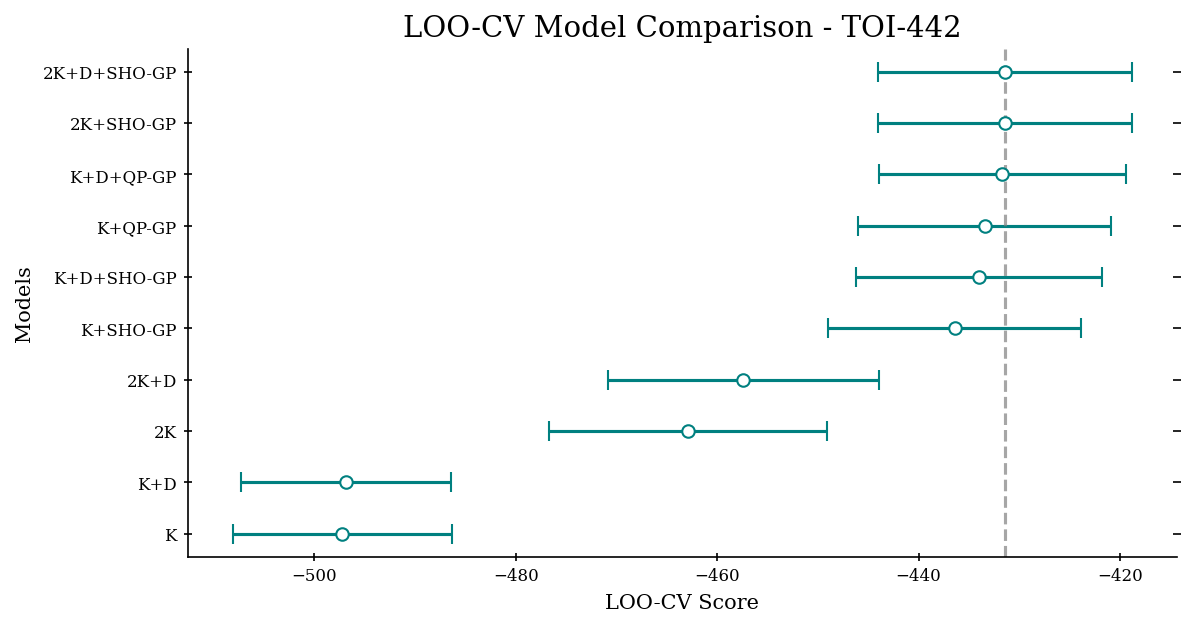 LOO-CV Model Comparison - TOI-442
2K+D+SHO-GP
2K+SHO-GP
K+D+QP-GP
K+QP-GP
K+D+SHO-GP
K+SHO-GP
2K+D
2K
K+D
K
Models
−500
−480
−460
−440
−420
LOO-CV Score